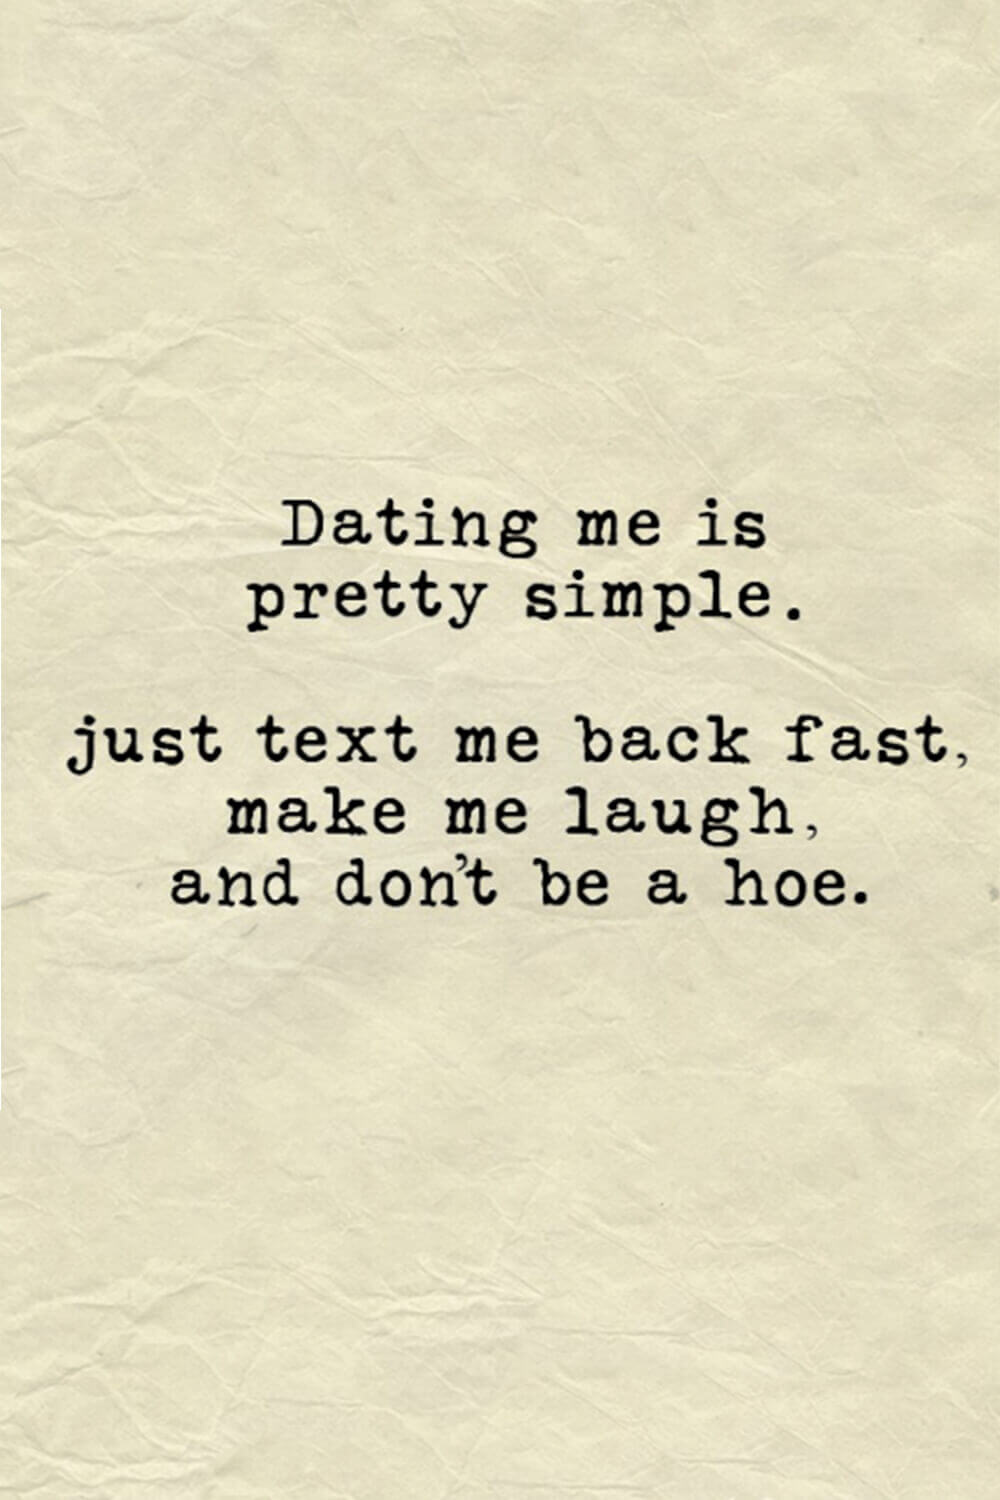 Dating me is
pretty simple.
just text me back fast,
make me laugh,
and don't be a hoe.